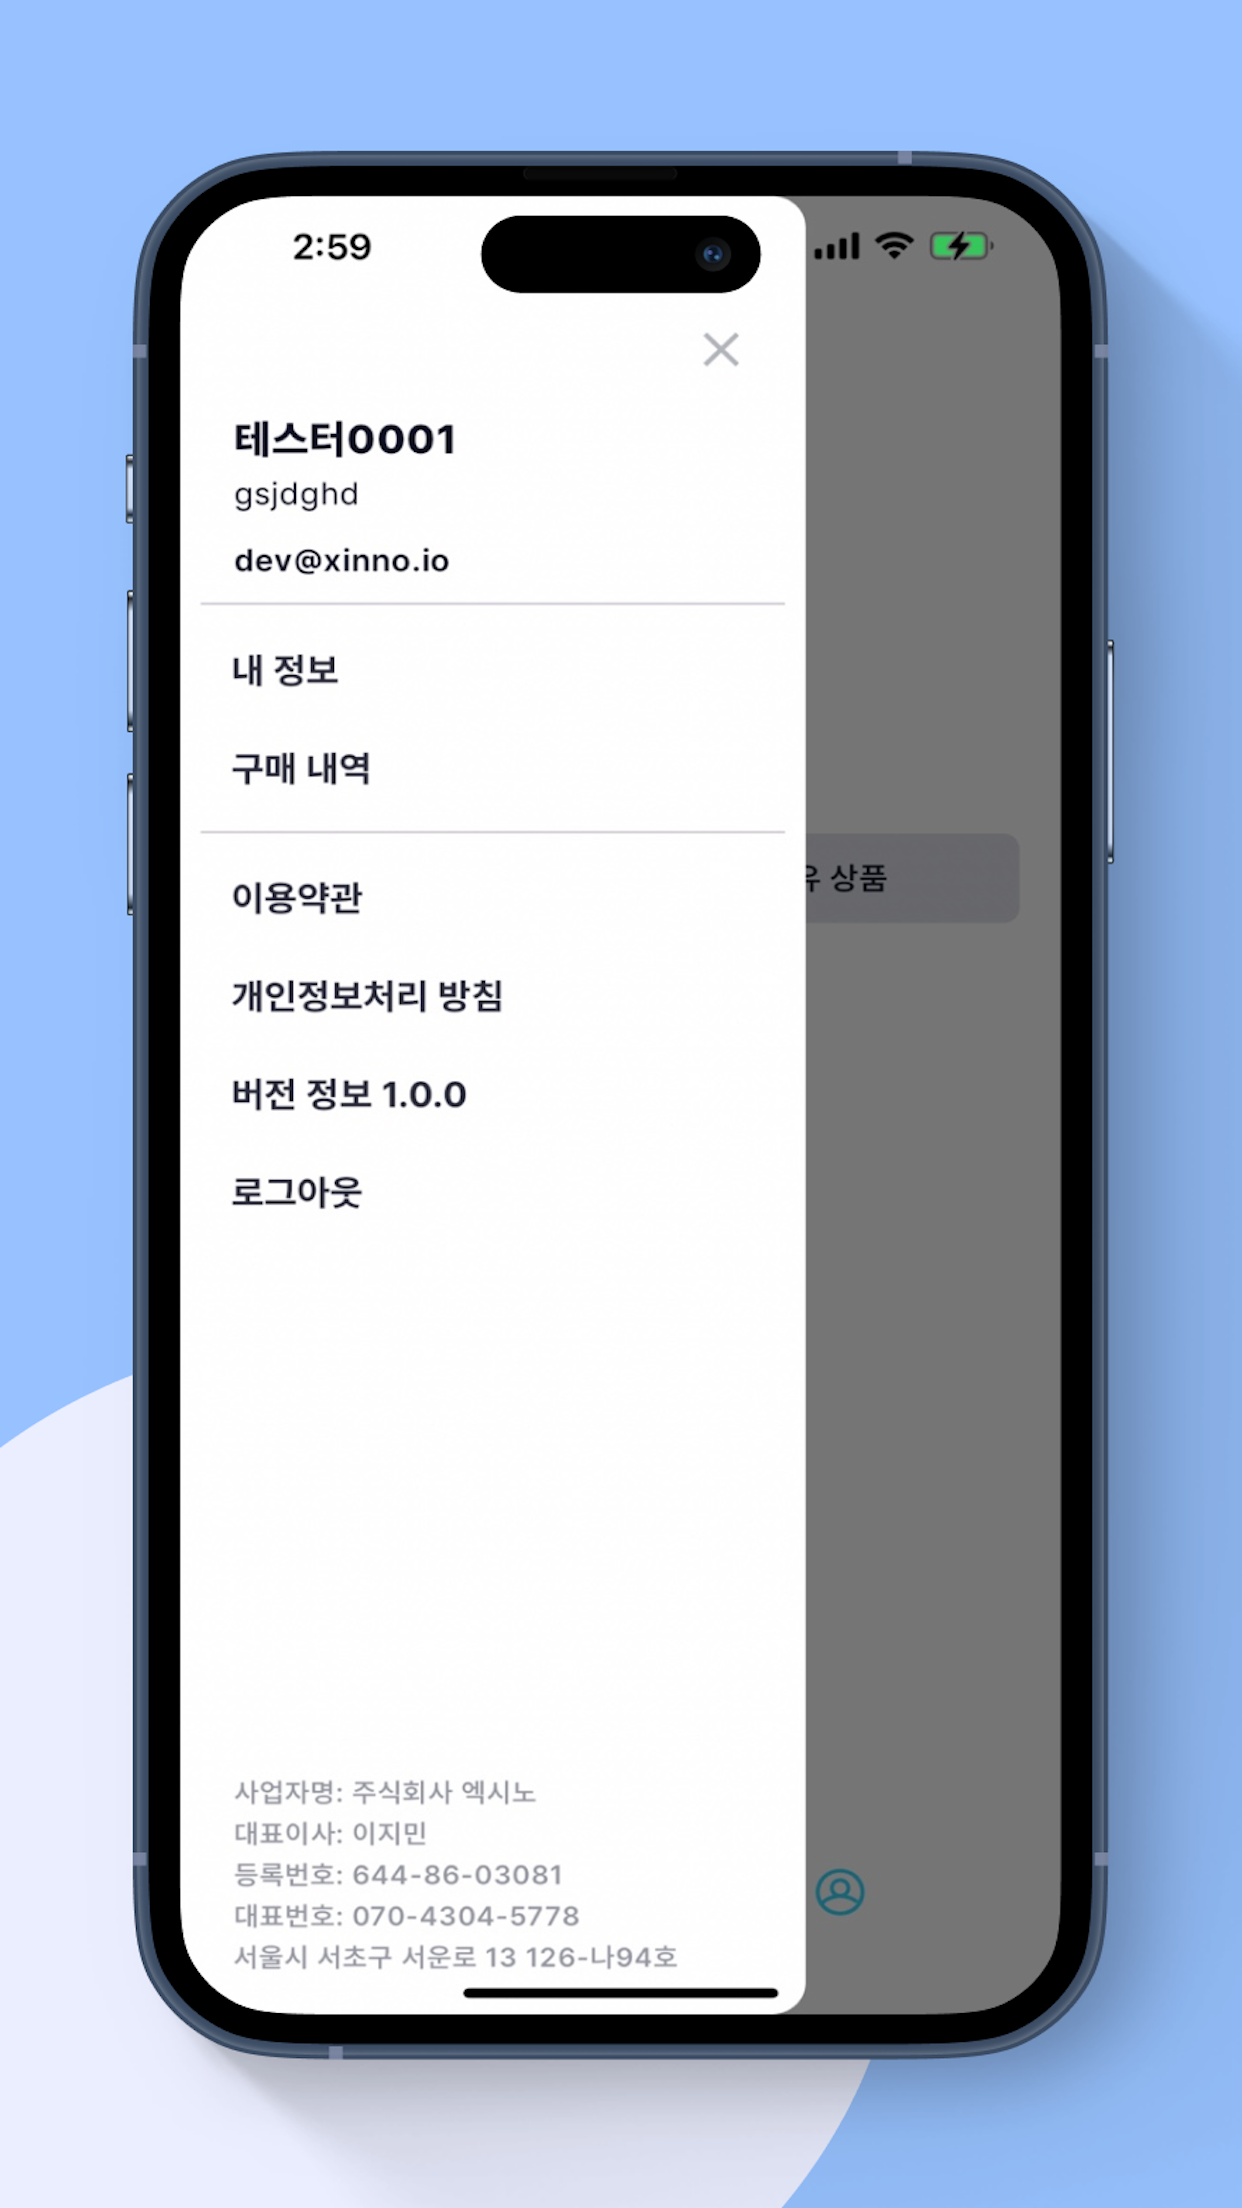 2:59
테스터0001
gsjdghd
dev@xinno.io
내 정보
구매 내역
상품
이용약관
개인정보처리 방침
버전 정보 1.0.0
로그아웃
사업자명: 주식회사 엑시노
대표이사: 이지민
등록번호: 644-86-03081
대표번호: 070-4304-5778
서울시 서초구 서운로 13 126-나94호